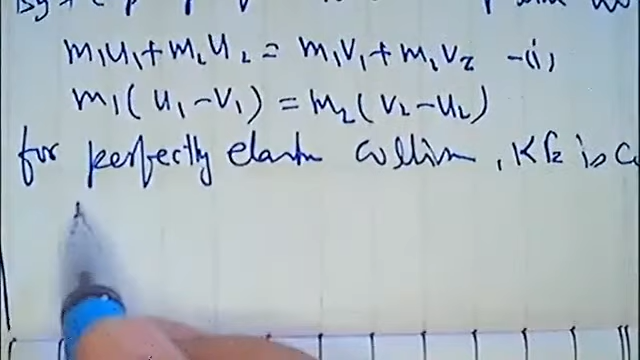 m₁u₁+m₂u₂ = m₁v₁+m₂v₂ -(i)
m₁(u₁-v₁) = m₂(v₂-u₂)
for perfectly elastic collision, KE is